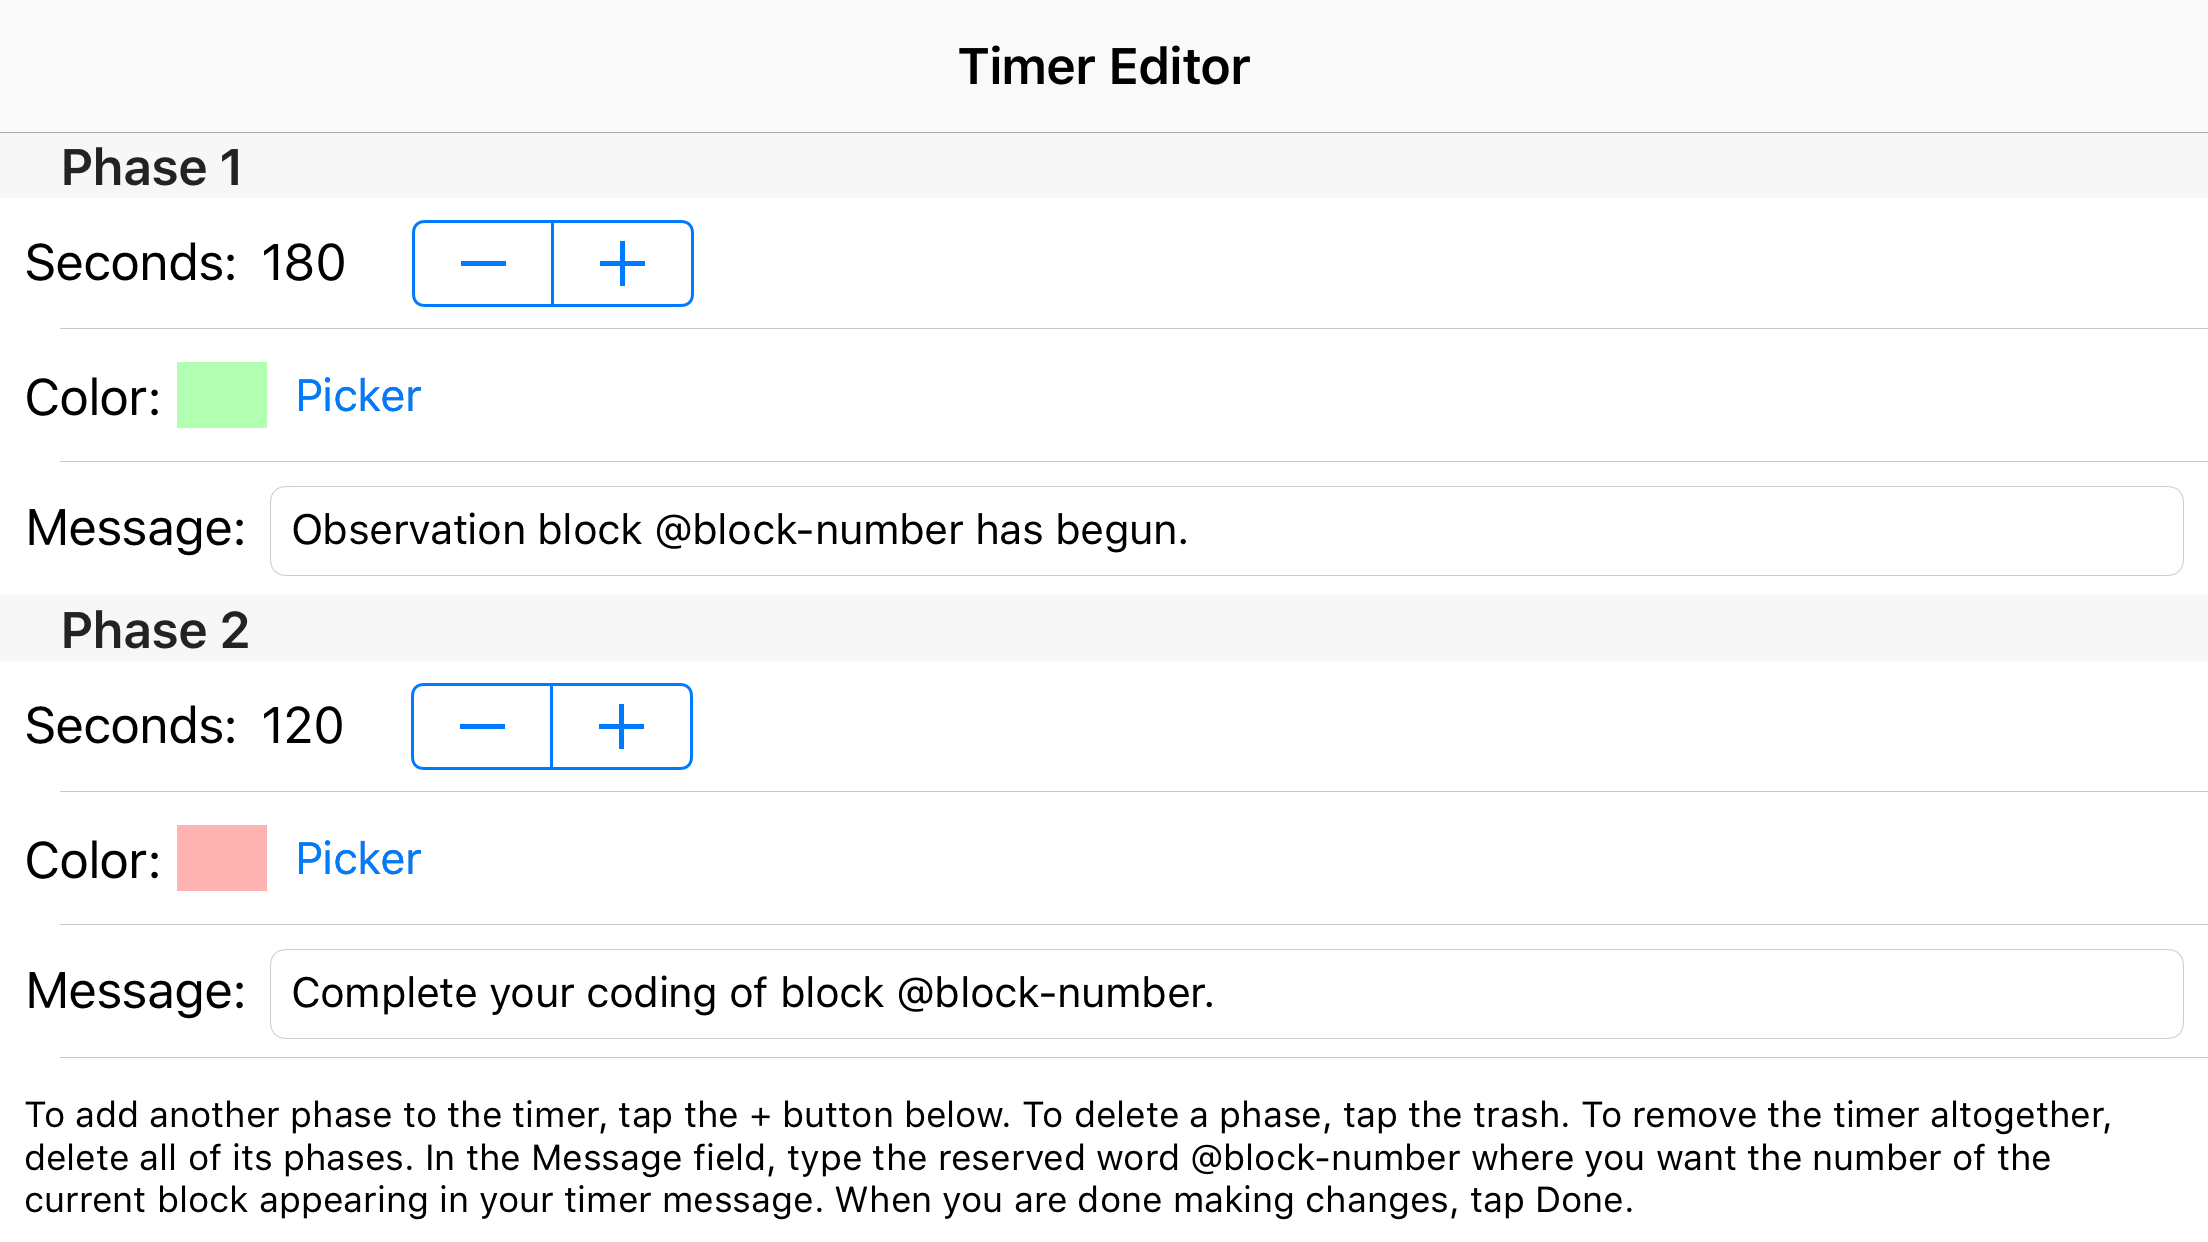 Timer Editor
Phase 1
Seconds: 180
Color: Picker
Message: Observation block @block-number has begun.
Phase 2
Seconds: 120
Color: Picker
Message: Complete your coding of block @block-number.
To add another phase to the timer, tap the + button below. To delete a phase, tap the trash. To remove the timer altogether,
delete all of its phases. In the Message field, type the reserved word @block-number where you want the number of the
current block appearing in your timer message. When you are done making changes, tap Done.